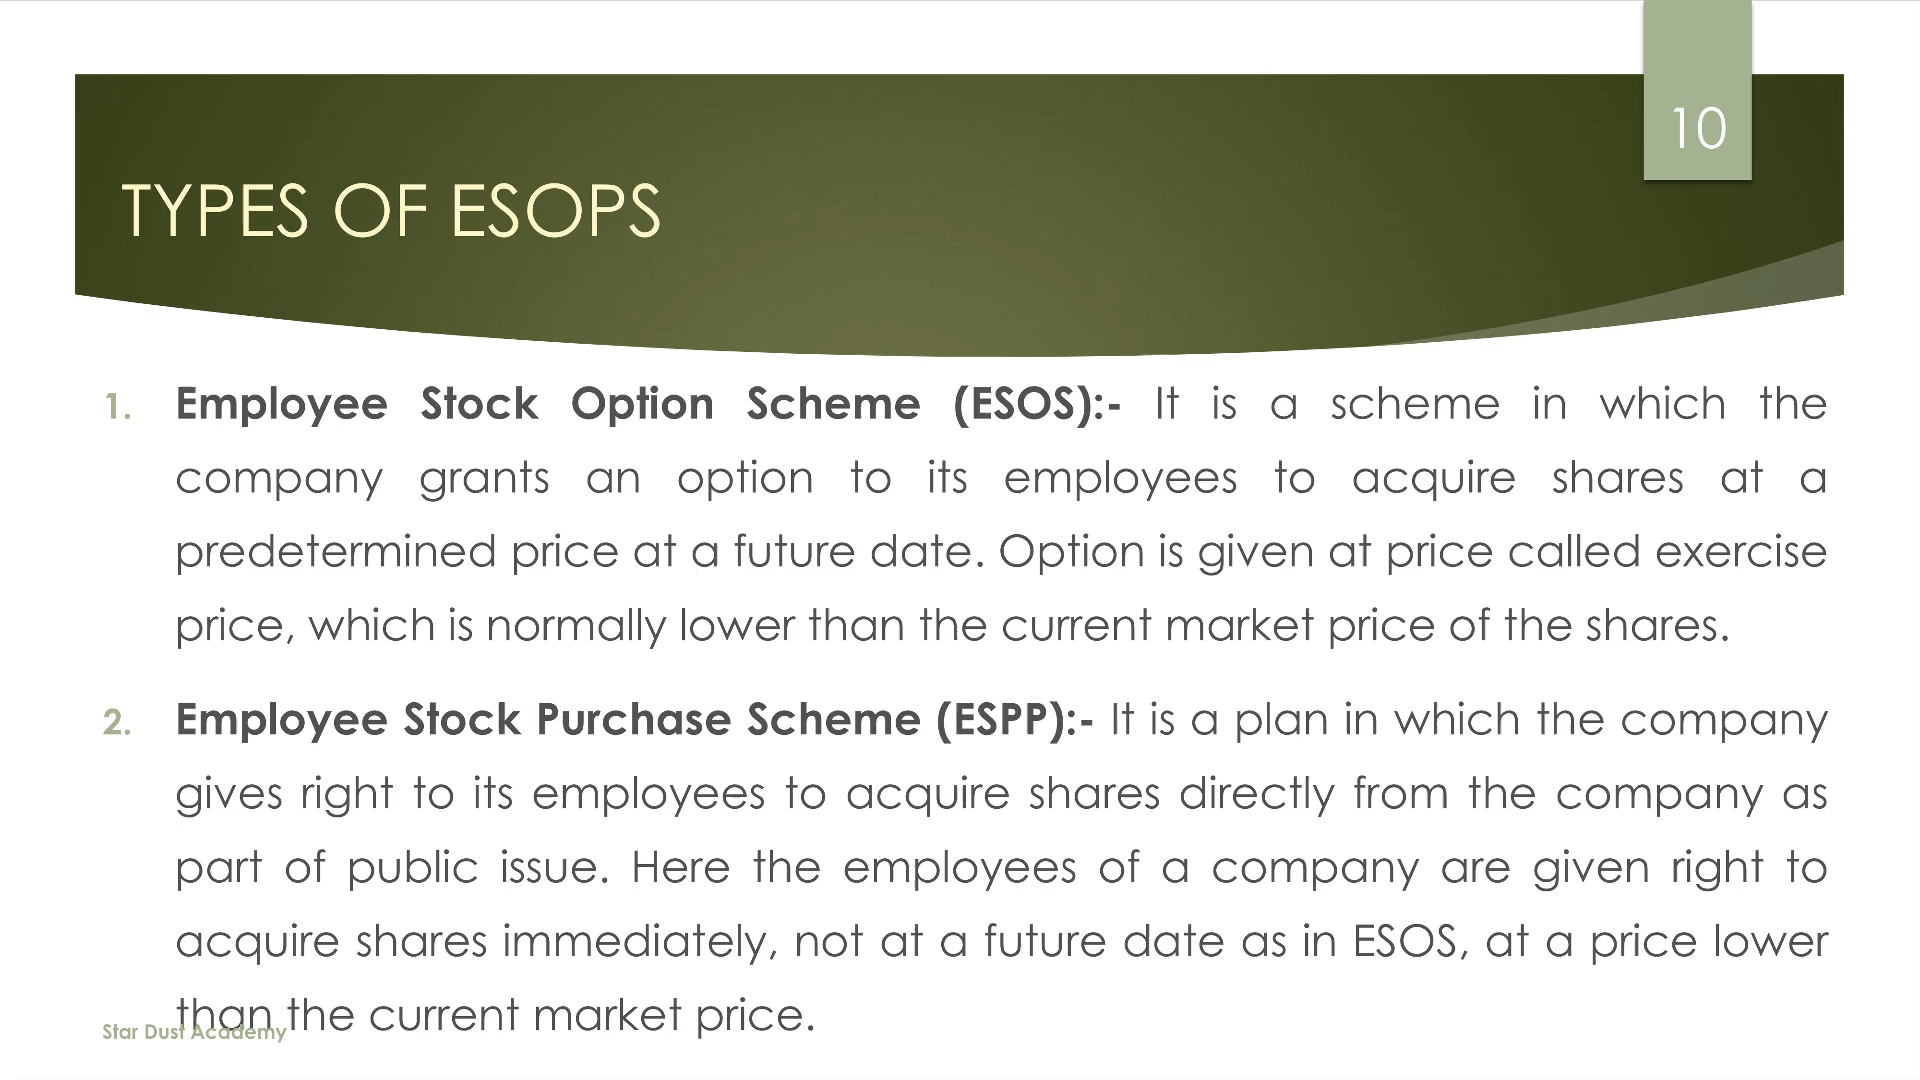 10
TYPES OF ESOPS
1. Employee Stock Option Scheme (ESOS):- It is a scheme in which the
company grants an option to its employees to acquire shares at a
predetermined price at a future date. Option is given at price called exercise
price, which is normally lower than the current market price of the shares.
2. Employee Stock Purchase Scheme (ESPP):- It is a plan in which the company
gives right to its employees to acquire shares directly from the company as
part of public issue. Here the employees of a company are given right to
acquire shares immediately, not at a future date as in ESOS, at a price lower
than the current market price.
Star Dust Academy